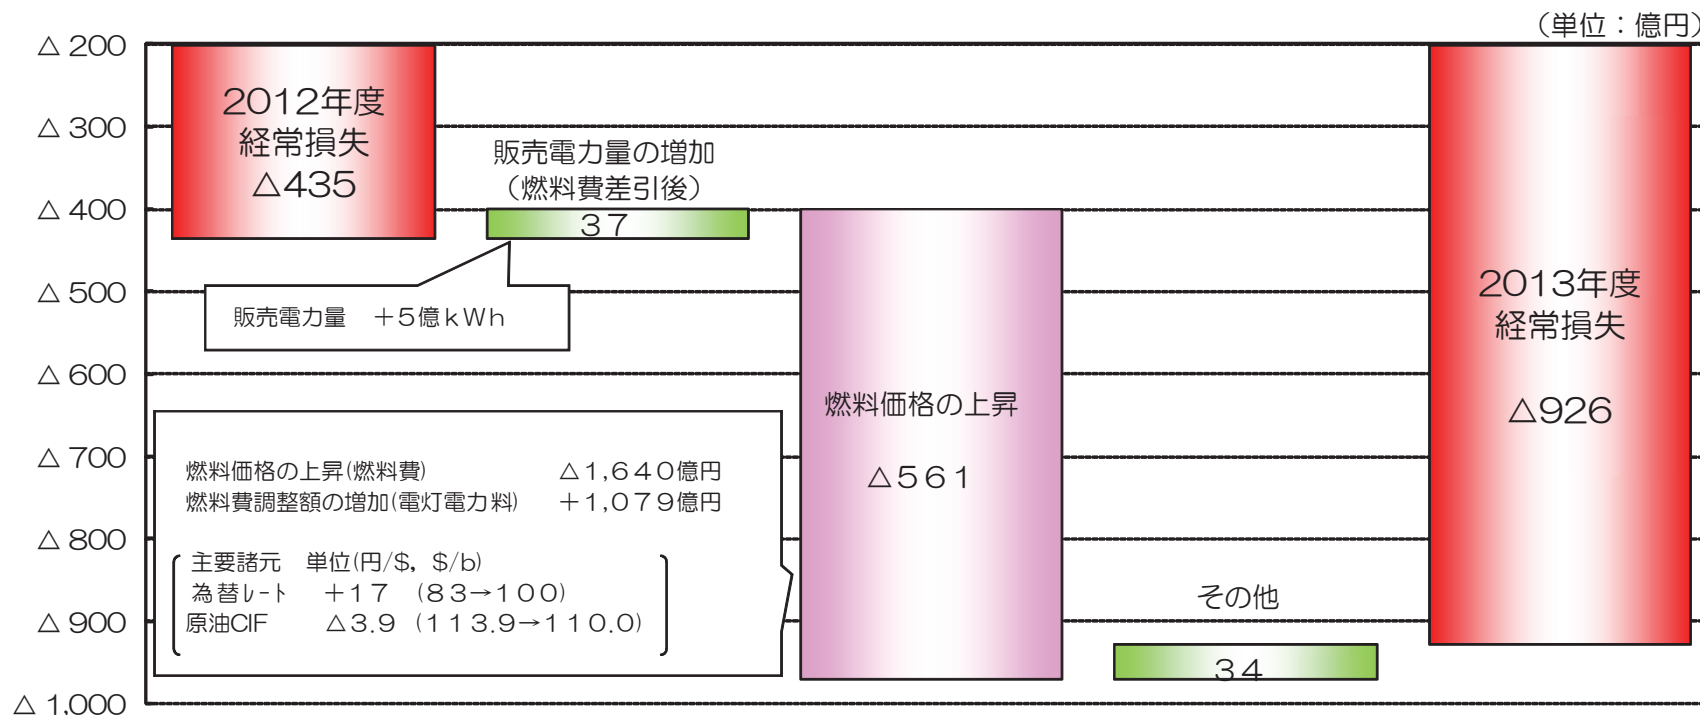 （単位：億円）
△ 200
△ 300
△ 400
△ 500
△ 600
△ 700
△ 800
△ 900
△ 1,000
2012年度
経常損失
△435
販売電力量の増加
（燃料費差引後）
３７
販売電力量　＋5億ｋWh
燃料価格の上昇
△５６１
燃料価格の上昇(燃料費)　△１,６４０億円
燃料費調整額の増加(電灯電力料)　＋１,０７９億円
主要諸元　単位(円/$，$/b)
為替ﾚｰﾄ　＋１７　（８３→１００）
原油CIF　△３.９　（１１３.９→１１０.０）
その他
３４
2013年度
経常損失
△926